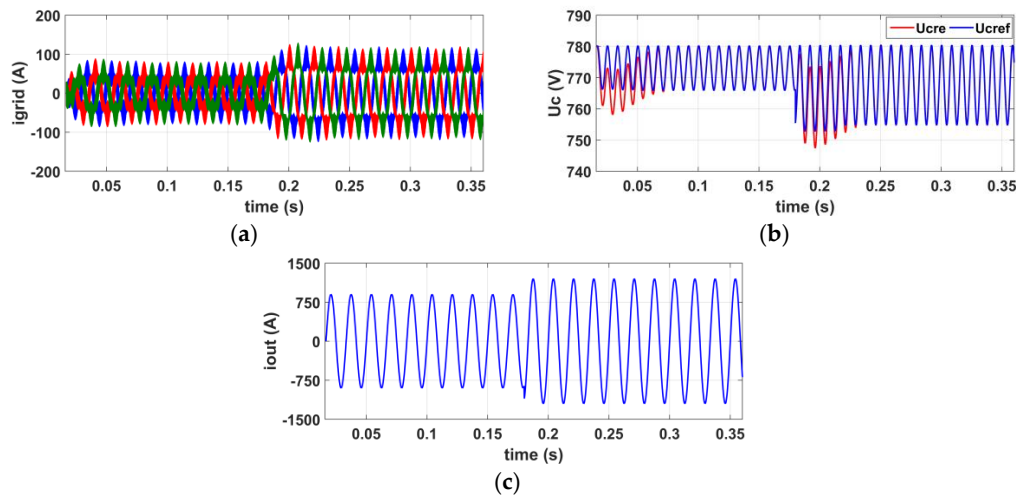 200
100
0
-100
-200
igrid (A)
0.05 0.1 0.15 0.2 0.25 0.3 0.35
time (s)
(a)
790
780
770
760
750
740
Uc (V)
Ucre Ucref
0.05 0.1 0.15 0.2 0.25 0.3 0.35
time (s)
(b)
1500
750
0
-750
-1500
iout (A)
0.05 0.1 0.15 0.2 0.25 0.3 0.35
time (s)
(c)